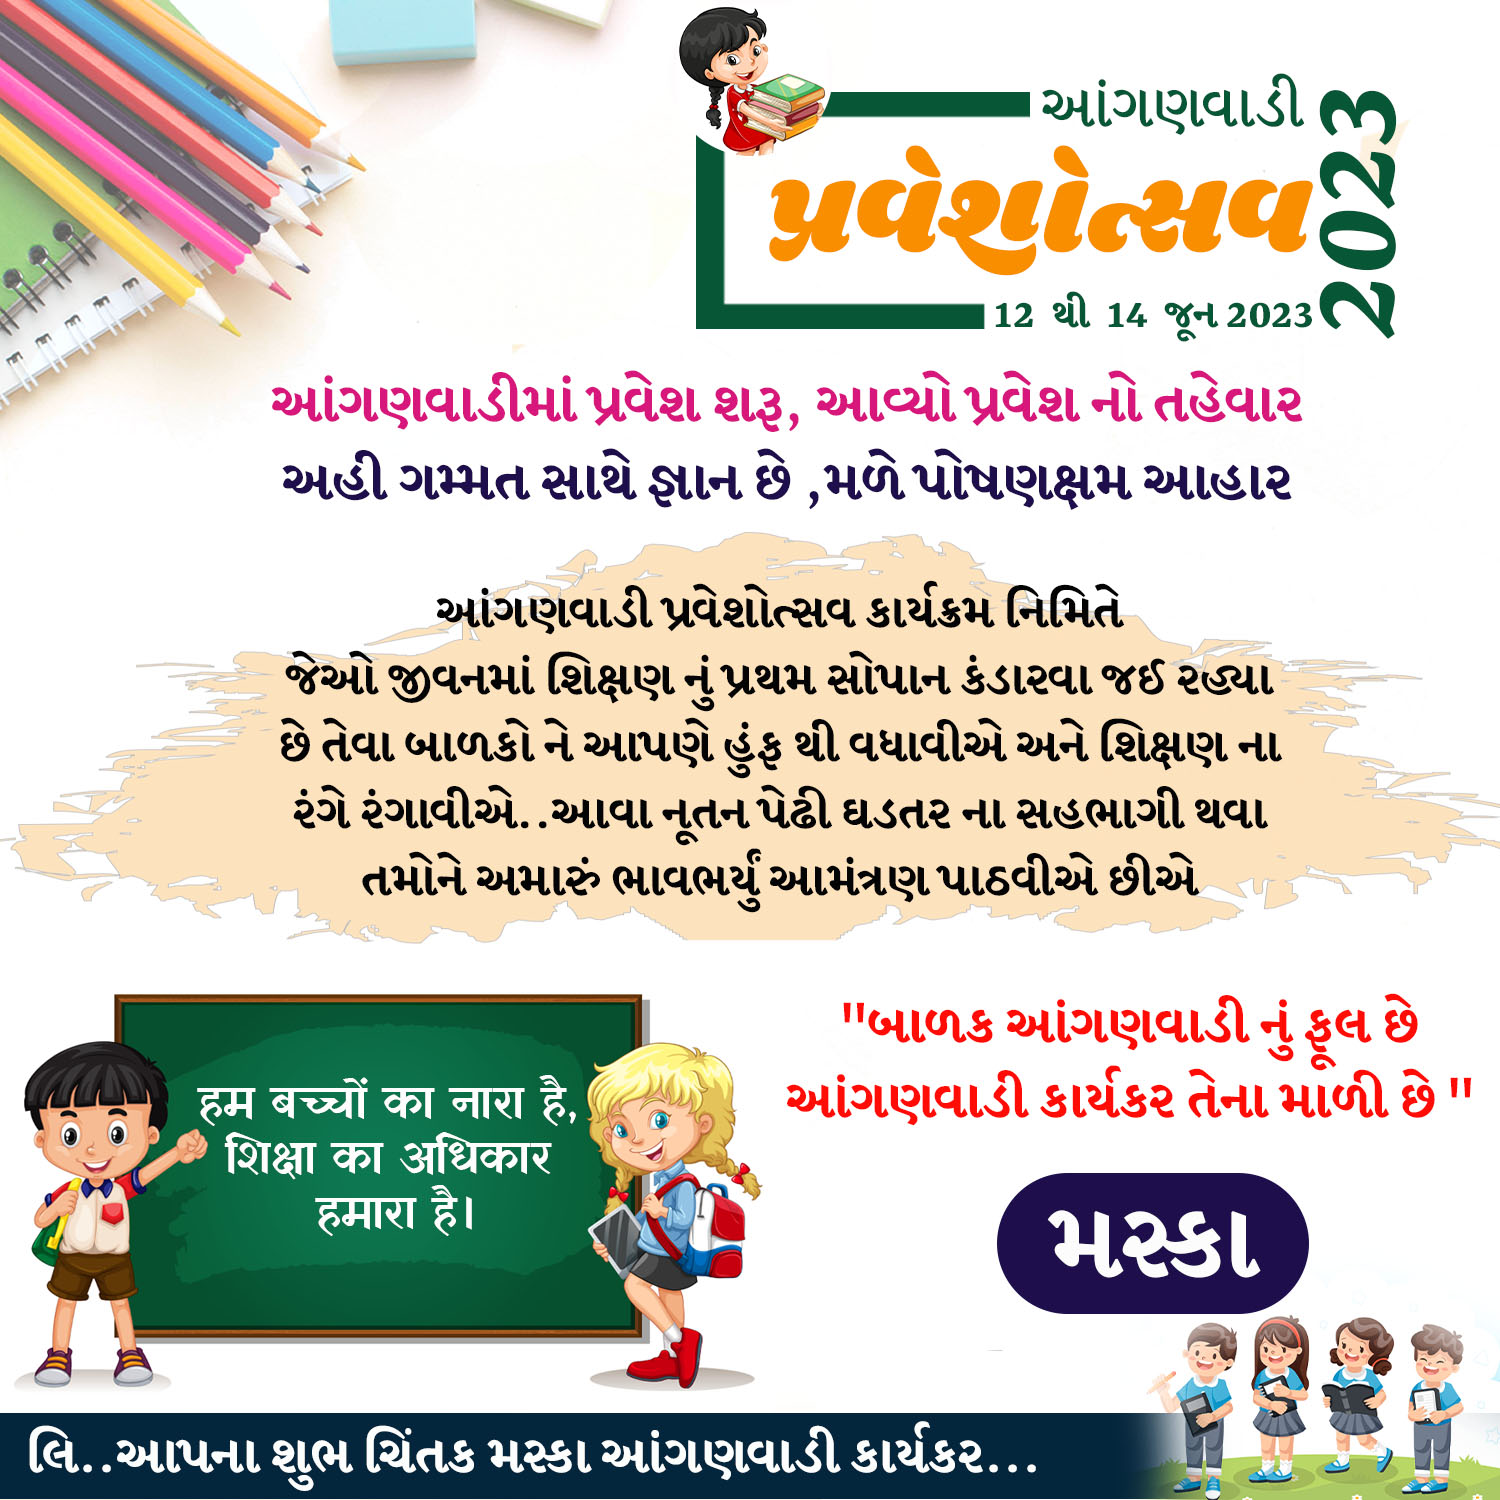 આંગણવાડી
પ્રવેશોત્સવ
2023
12 થી 14 જૂન 2023
આંગણવાડીમાં પ્રવેશ શરૂ, આવ્યો પ્રવેશ નો તહેવાર
અહી ગમ્મત સાથે જ્ઞાન છે ,મળે પોષણક્ષમ આહાર
આંગણવાડી પ્રવેશોત્સવ કાર્યક્રમ નિમિતે
જેઓ જીવનમાં શિક્ષણ નું પ્રથમ સોપાન કંડારવા જઈ રહ્યા
છે તેવા બાળકો ને આપણે હુંફ થી વધાવીએ અને શિક્ષણ ના
રંગે રંગાવીએ..આવા નૂતન પેઢી ઘડતર ના સહભાગી થવા
તમોને અમારું ભાવભર્યું આમંત્રણ પાઠવીએ છીએ
हम बच्चों का नारा है,
शिक्षा का अधिकार
हमारा है।
"બાળક આંગણવાડી નું ફૂલ છે
આંગણવાડી કાર્યકર તેના માળી છે "
મસ્કા
લિ..આપના શુભ ચિંતક મસ્કા આંગણવાડી કાર્યકર...